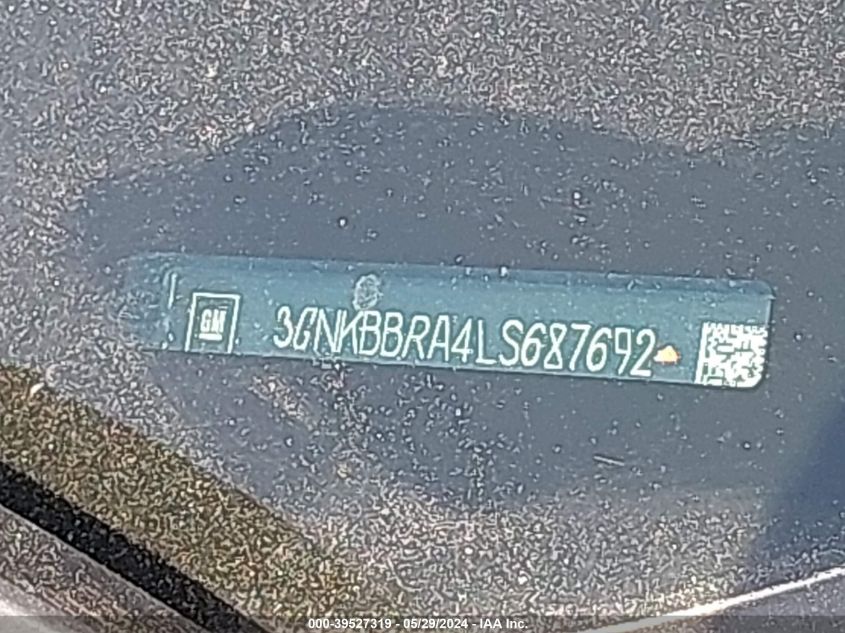 GM 3GNKBBRA4LS687692
000-39527319 - 05/29/2024 - IAA Inc.